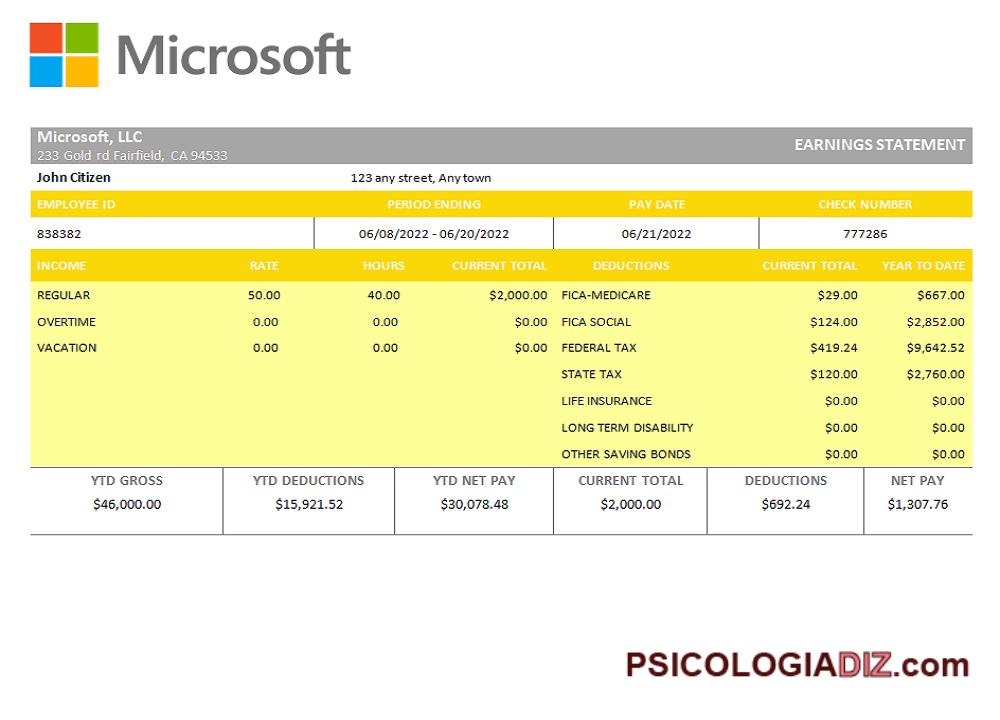 Microsoft
Microsoft, LLC
233 Gold rd Fairfield, CA 94533
EARNINGS STATEMENT
John Citizen 123 any street, Any town
EMPLOYEE ID PERIOD ENDING PAY DATE CHECK NUMBER
838382 06/08/2022 - 06/20/2022 06/21/2022 777286
INCOME RATE HOURS CURRENT TOTAL DEDUCTIONS CURRENT TOTAL YEAR TO DATE
REGULAR 50.00 40.00 $2,000.00 FICA-MEDICARE $29.00 $667.00
OVERTIME 0.00 0.00 $0.00 FICA SOCIAL $124.00 $2,852.00
VACATION 0.00 0.00 $0.00 FEDERAL TAX $419.24 $9,642.52
STATE TAX $120.00 $2,760.00
LIFE INSURANCE $0.00 $0.00
LONG TERM DISABILITY $0.00 $0.00
OTHER SAVING BONDS $0.00 $0.00
YTD GROSS YTD DEDUCTIONS YTD NET PAY CURRENT TOTAL DEDUCTIONS NET PAY
$46,000.00 $15,921.52 $30,078.48 $2,000.00 $692.24 $1,307.76
PSICOLOGIADIZ.com